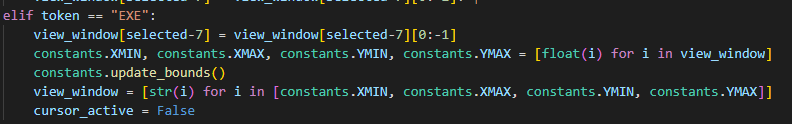 elif token == "EXE":
    view_window[selected-7] = view_window[selected-7][0:-1]
    constants.XMIN, constants.XMAX, constants.YMIN, constants.YMAX = [float(i) for i in view_window]
    constants.update_bounds()
    view_window = [str(i) for i in [constants.XMIN, constants.XMAX, constants.YMIN, constants.YMAX]]
    cursor_active = False